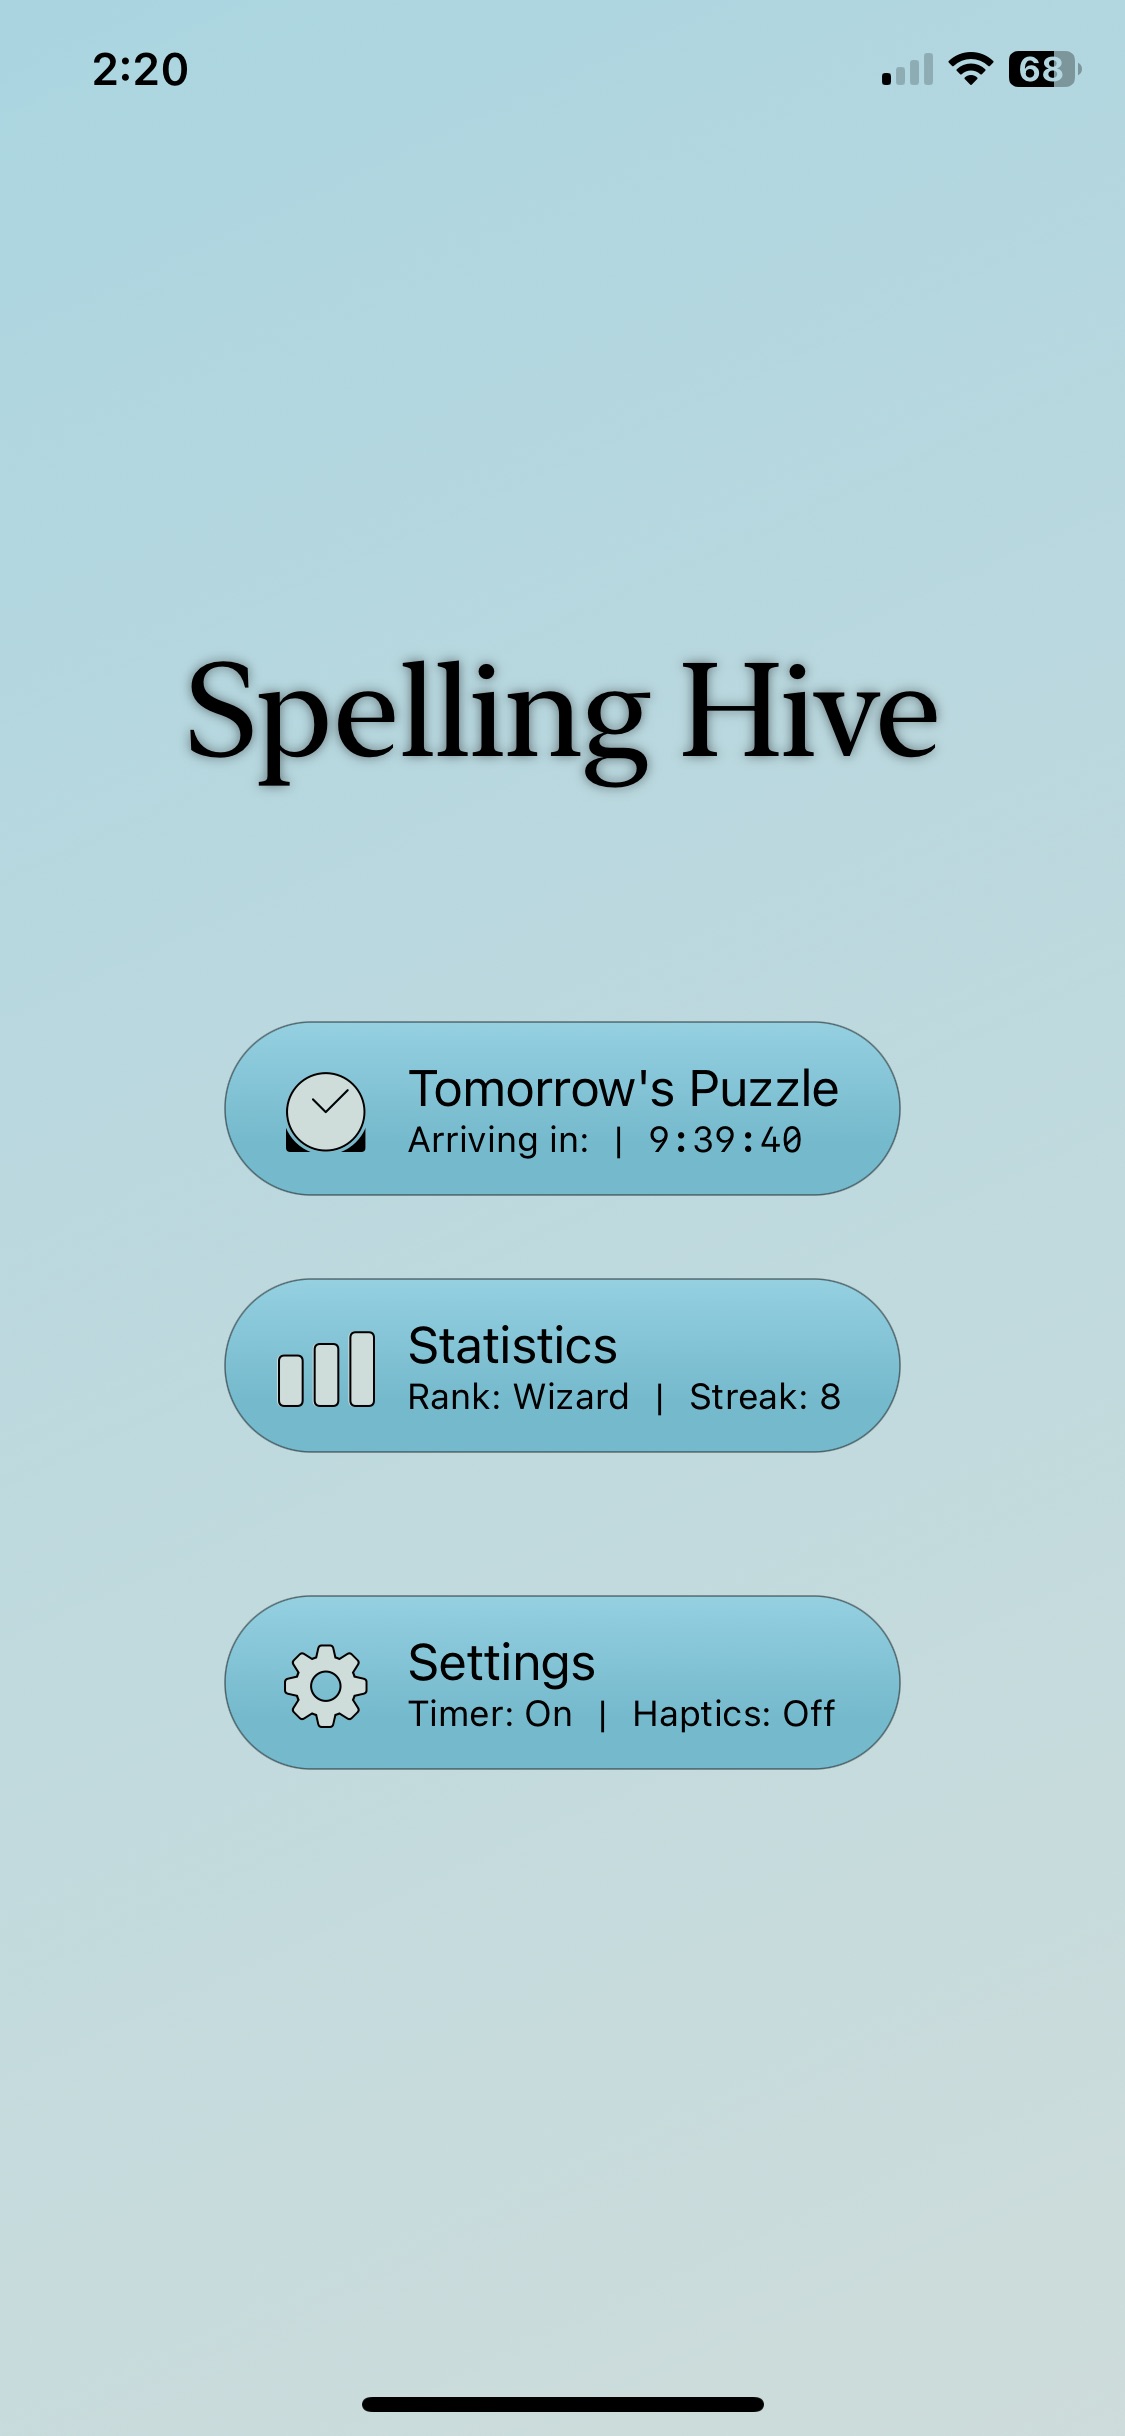 2:20
68
Spelling Hive
Tomorrow's Puzzle
Arriving in: | 9:39:40
Statistics
Rank: Wizard | Streak: 8
Settings
Timer: On | Haptics: Off